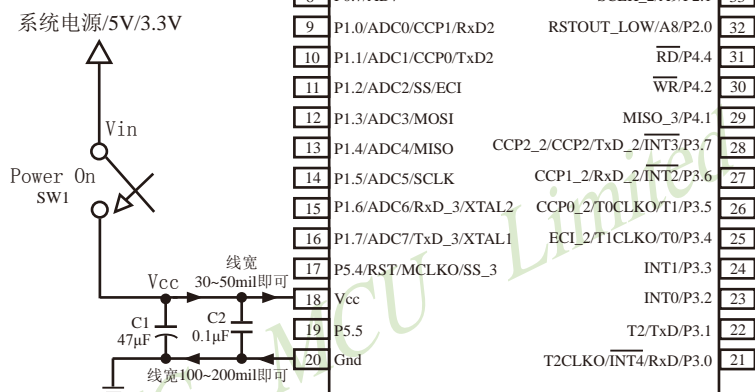 系统电源/5V/3.3V
Vin
Power On
SW1
Vcc
线宽
30~50mil即可
C1
47μF
C2
0.1μF
线宽100~200mil即可
9 P1.0/ADC0/CCP1/RxD2
10 P1.1/ADC1/CCP0/TxD2
11 P1.2/ADC2/SS/ECI
12 P1.3/ADC3/MOSI
13 P1.4/ADC4/MISO
14 P1.5/ADC5/SCLK
15 P1.6/ADC6/RxD_3/XTAL2
16 P1.7/ADC7/TxD_3/XTAL1
17 P5.4/RST/MCLKO/SS_3
18 Vcc
19 P5.5
20 Gnd
RSTOUT_LOW/A8/P2.0 32
RD/P4.4 31
WR/P4.2 30
MISO_3/P4.1 29
CCP2_2/CCP2/TxD_2/INT3/P3.7 28
CCP1_2/RxD_2/INT2/P3.6 27
CCP0_2/T0CLKO/T1/P3.5 26
ECI_2/T1CLKO/T0/P3.4 25
INT1/P3.3 24
INT0/P3.2 23
T2/TxD/P3.1 22
T2CLKO/INT4/RxD/P3.0 21
MCU Limited